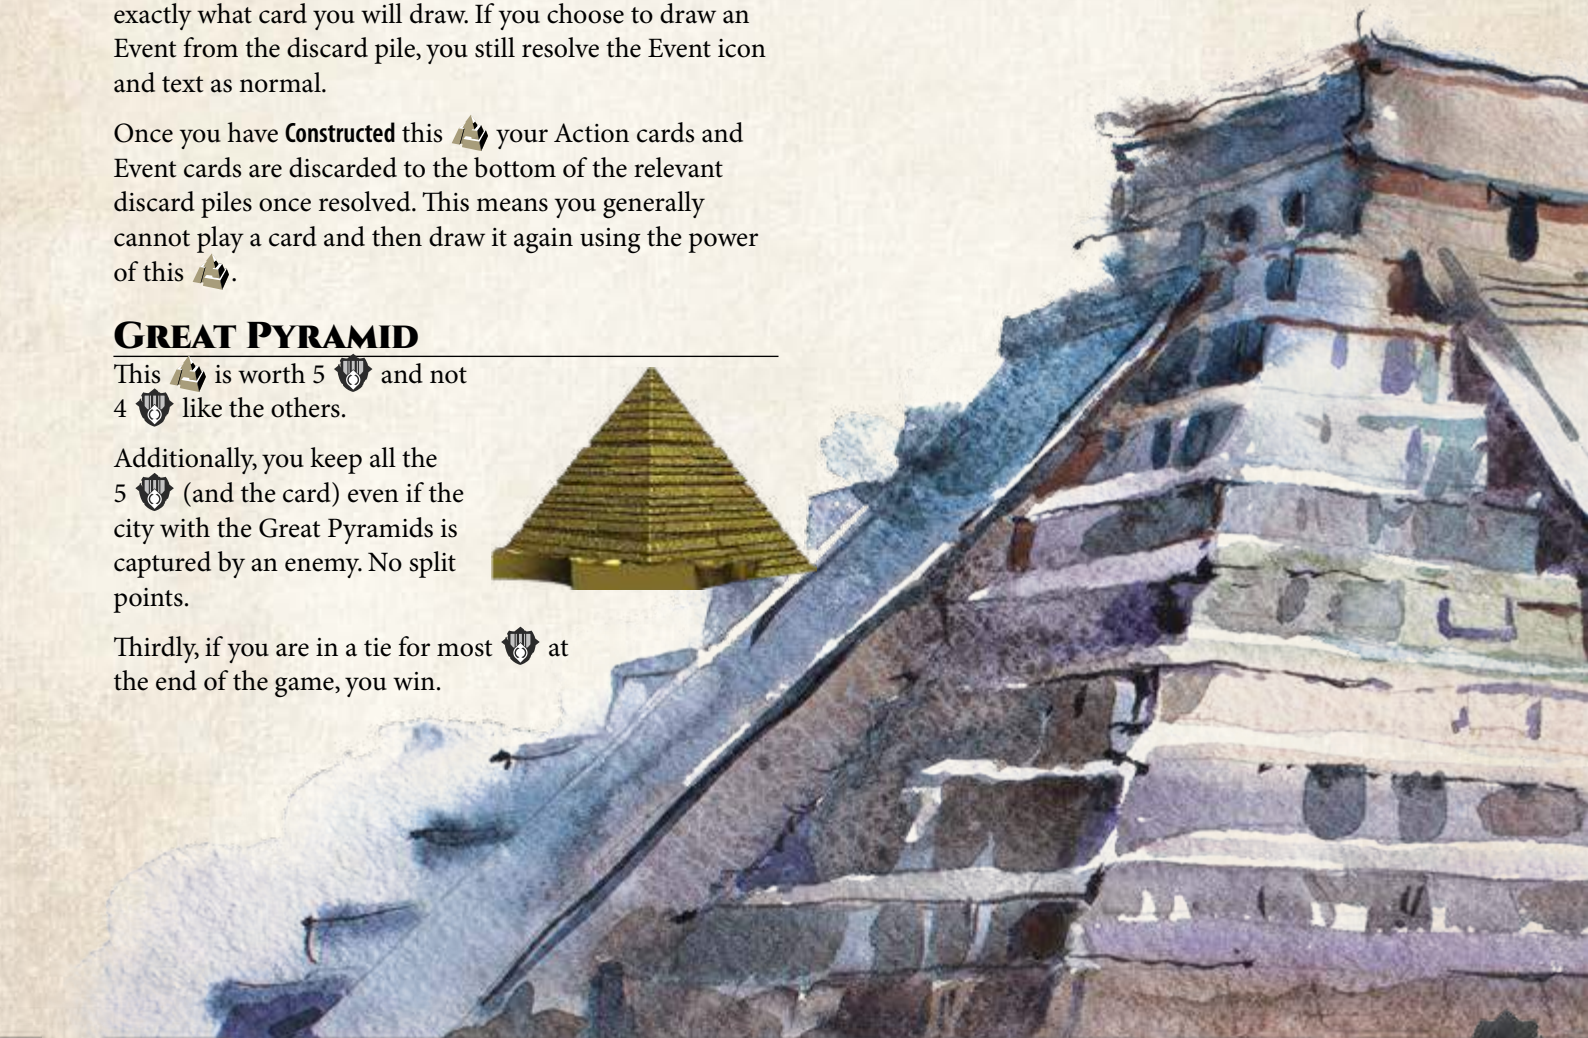 exactly what card you will draw. If you choose to draw an
Event from the discard pile, you still resolve the Event icon
and text as normal.
Once you have Constructed this your Action cards and
Event cards are discarded to the bottom of the relevant
discard piles once resolved. This means you generally
cannot play a card and then draw it again using the power
of this .
Great Pyramid
This is worth 5 and not
4 like the others.
Additionally, you keep all the
5 (and the card) even if the
city with the Great Pyramids is
captured by an enemy. No split
points.
Thirdly, if you are in a tie for most at
the end of the game, you win.